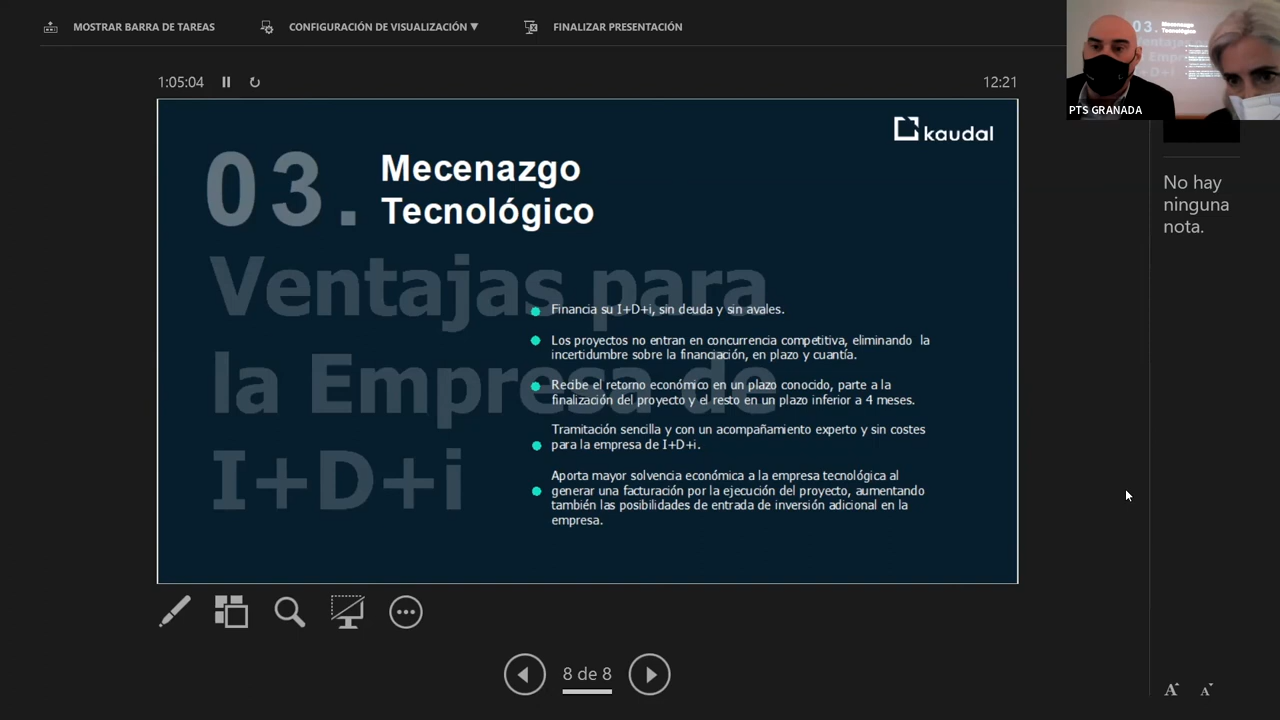 MOSTRAR BARRA DE TAREAS
CONFIGURACIÓN DE VISUALIZACIÓN ▼
FINALIZAR PRESENTACIÓN
1:05:04
12:21
kaudal
03.
Mecenazgo
Tecnológico
Ventajas para
la Empresa de
I+D+i
Financia su I+D+i, sin deuda y sin avales.
Los proyectos no entran en concurrencia competitiva, eliminando la
incertidumbre sobre la financiación, en plazo y cuantía.
Recibe el retorno económico en un plazo conocido, parte a la
finalización del proyecto y el resto en un plazo inferior a 4 meses.
Tramitación sencilla y con un acompañamiento experto y sin costes
para la empresa de I+D+i.
Aporta mayor solvencia económica a la empresa tecnológica al
generar una facturación por la ejecución del proyecto, aumentando
también las posibilidades de entrada de inversión adicional en la
empresa.
8 de 8
03.
Mecenazgo
Tecnológico
PTS GRANADA
No hay
ninguna
nota.
A
A